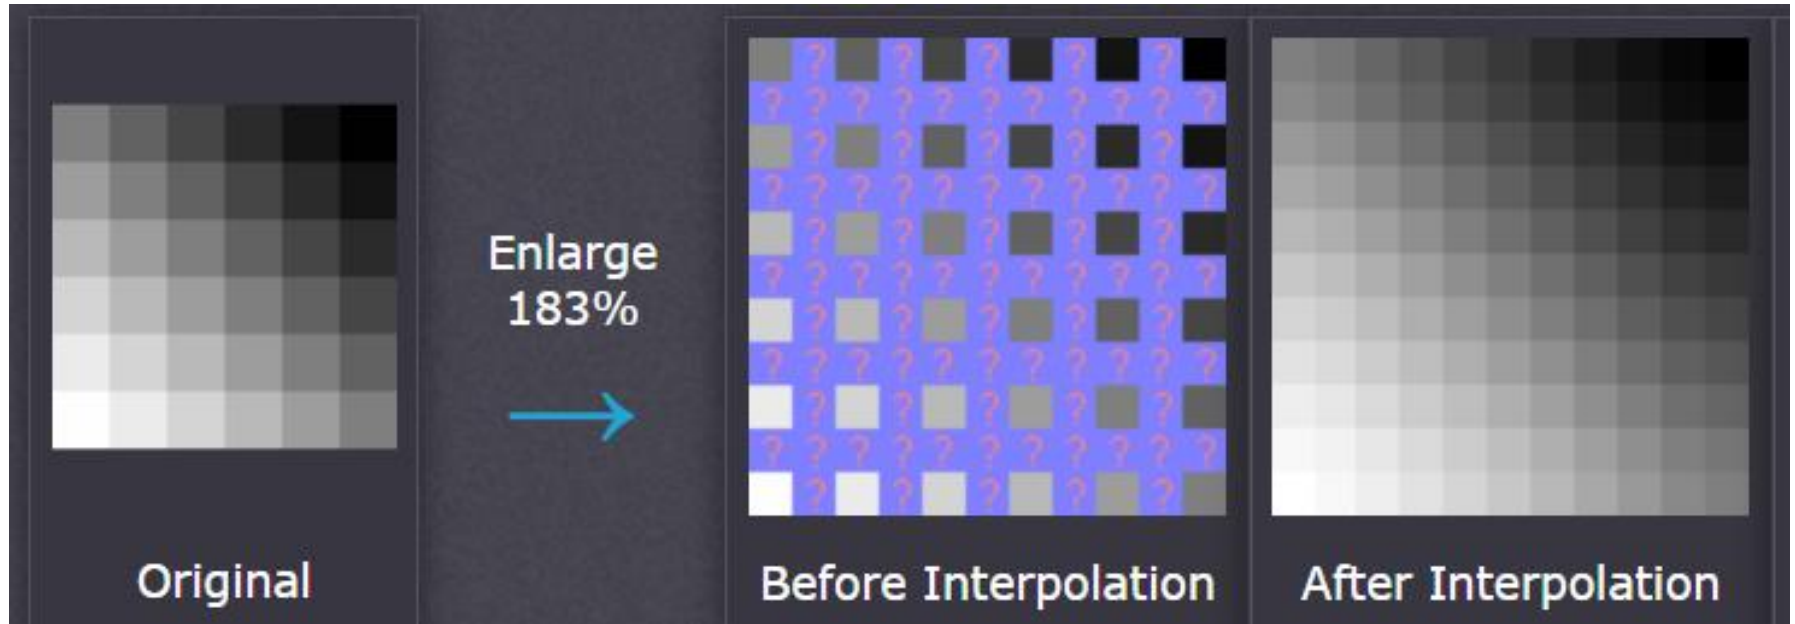 Enlarge
183%
? ? ? ? ?
? ? ? ? ? ? ? ? ? ? ?
? ? ? ? ?
? ? ? ? ? ? ? ? ? ? ?
? ? ? ? ?
? ? ? ? ? ? ? ? ? ? ?
? ? ? ? ?
? ? ? ? ? ? ? ? ? ? ?
? ? ? ? ?
? ? ? ? ? ? ? ? ? ? ?
? ? ? ? ?
Original
Before Interpolation
After Interpolation